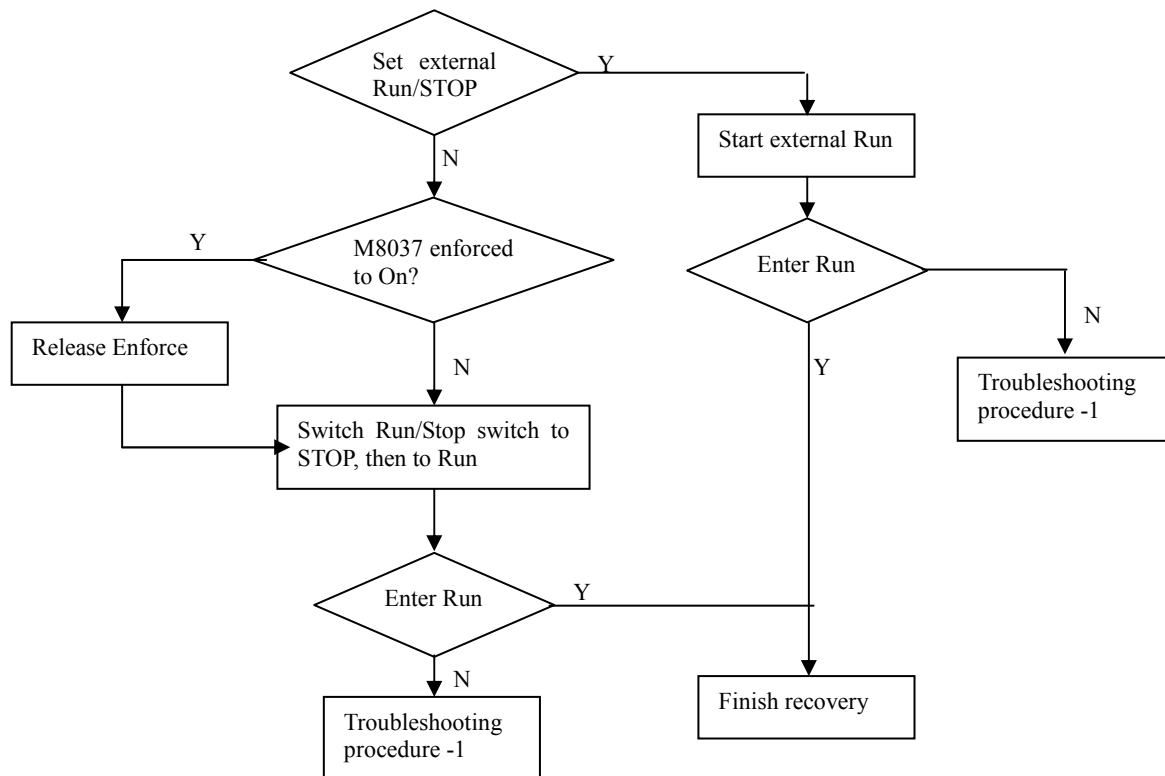 Set external
Run/STOP
Y
Start external Run
N
Y
M8037 enforced
to On?
Enter Run
N
Release Enforce
N
Y
Troubleshooting
procedure -1
Switch Run/Stop switch to
STOP, then to Run
Enter Run
Y
N
Finish recovery
Troubleshooting
procedure -1